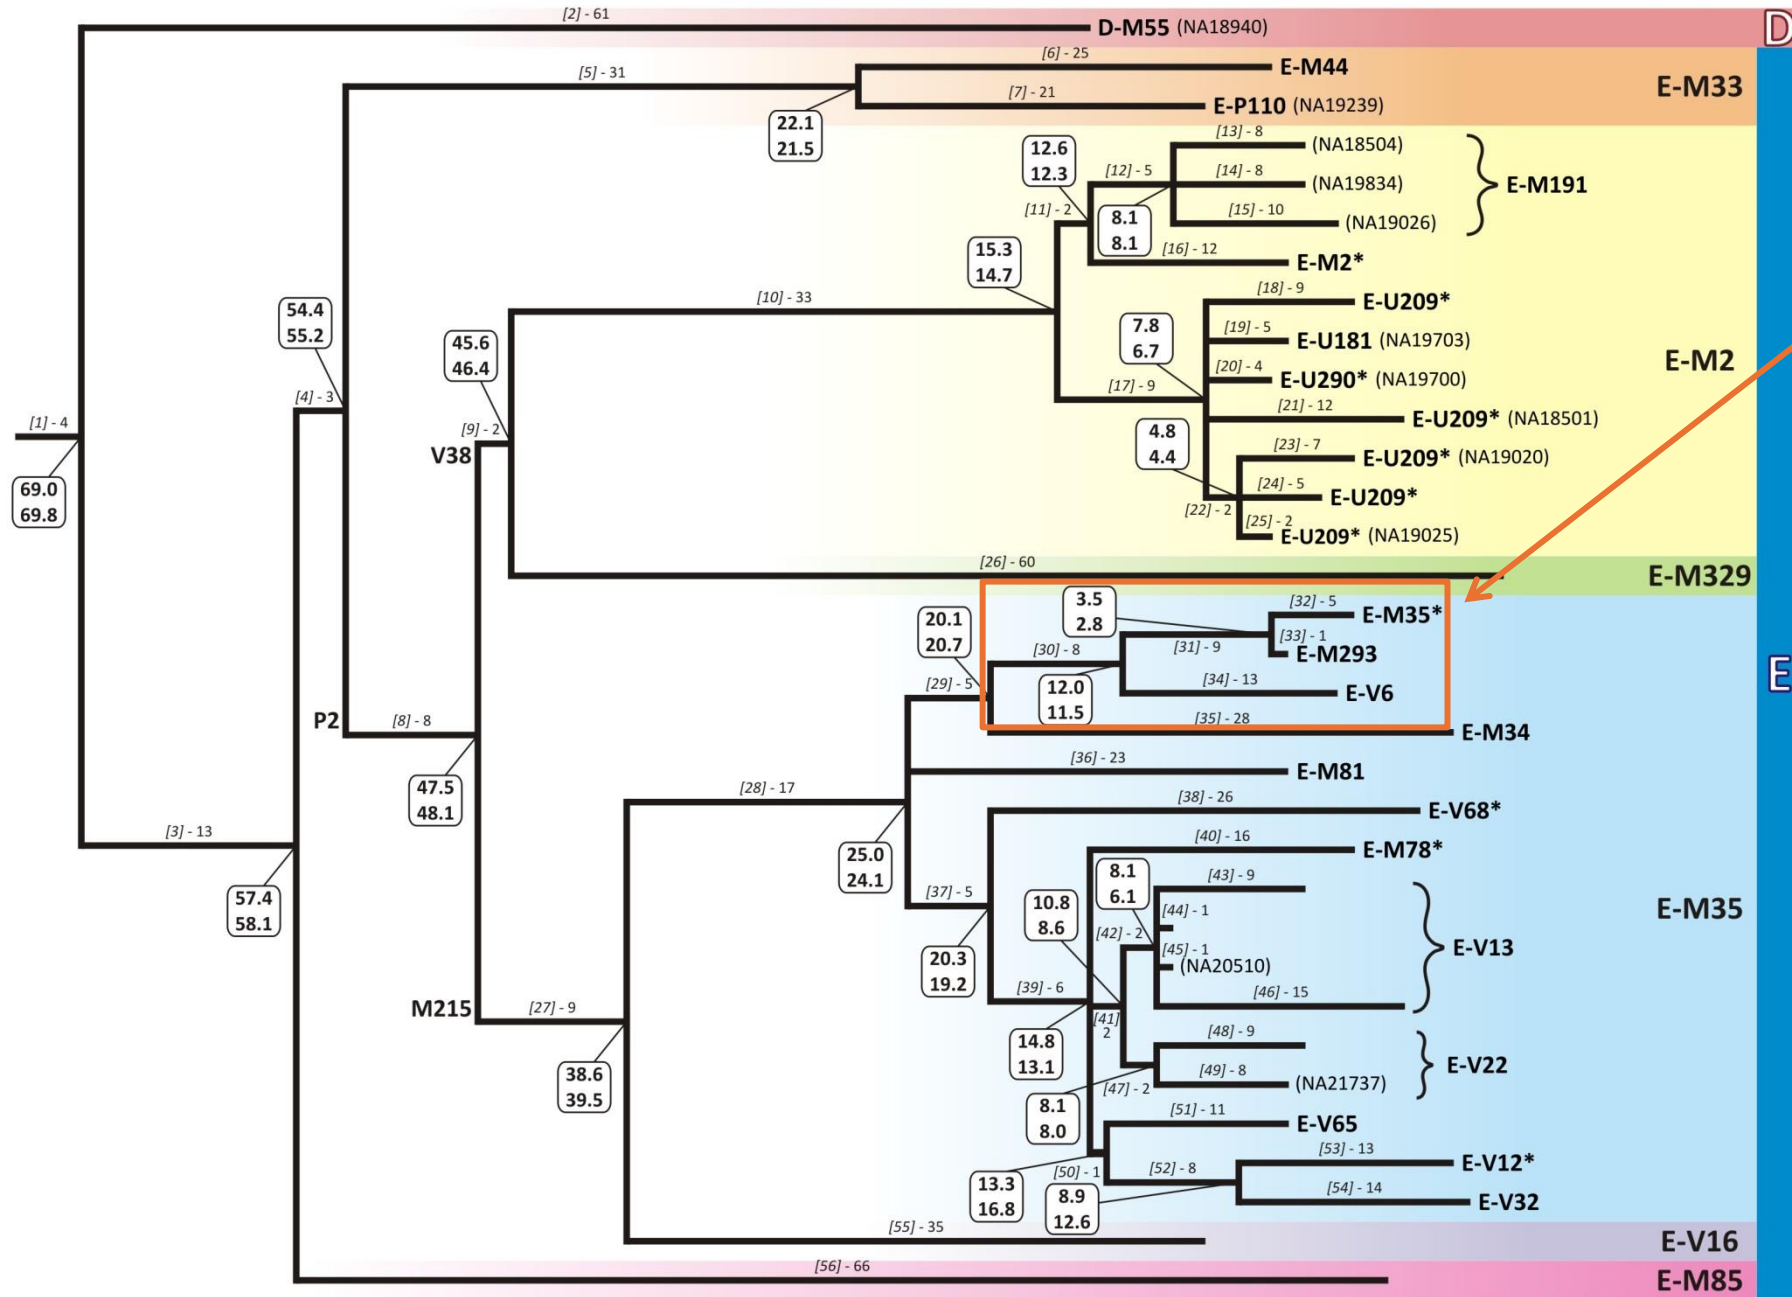 [2] - 61
D-M55 (NA18940)
D
[6] - 25
E-M44
[5] - 31
[7] - 21
E-P110 (NA19239)
E-M33
22.1
21.5
[13] - 8
(NA18504)
12.6
12.3
[12] - 5
[14] - 8
(NA19834)
E-M191
[11] - 2
8.1
8.1
[15] - 10
(NA19026)
15.3
14.7
[16] - 12
E-M2*
[10] - 33
[18] - 9
E-U209*
54.4
55.2
45.6
46.4
7.8
6.7
[19] - 5
E-U181 (NA19703)
E-M2
[20] - 4
E-U290* (NA19700)
[17] - 9
[4] - 3
[21] - 12
E-U209* (NA18501)
[1] - 4
[9] - 2
V38
4.8
4.4
[23] - 7
E-U209* (NA19020)
69.0
69.8
[24] - 5
E-U209*
[22] - 2
[25] - 2
E-U209* (NA19025)
[26] - 60
E-M329
3.5
2.8
[32] - 5
E-M35*
20.1
20.7
[30] - 8
[31] - 9
[33] - 1
E-M293
E
[29] - 5
12.0
11.5
[34] - 13
E-V6
P2
[8] - 8
[35] - 28
E-M34
[36] - 23
E-M81
47.5
48.1
[28] - 17
[38] - 26
E-V68*
[3] - 13
[40] - 16
E-M78*
25.0
24.1
8.1
6.1
[43] - 9
57.4
58.1
[37] - 5
10.8
8.6
[44] - 1
E-M35
[42] - 2
[45] - 1
E-V13
20.3
19.2
(NA20510)
[39] - 6
[46] - 15
M215
[27] - 9
[41]
2
14.8
13.1
[48] - 9
E-V22
38.6
39.5
[47] - 2
[49] - 8
(NA21737)
8.1
8.0
[51] - 11
E-V65
[53] - 13
E-V12*
13.3
16.8
[50] - 1
[52] - 8
8.9
12.6
[54] - 14
E-V32
[55] - 35
E-V16
[56] - 66
E-M85